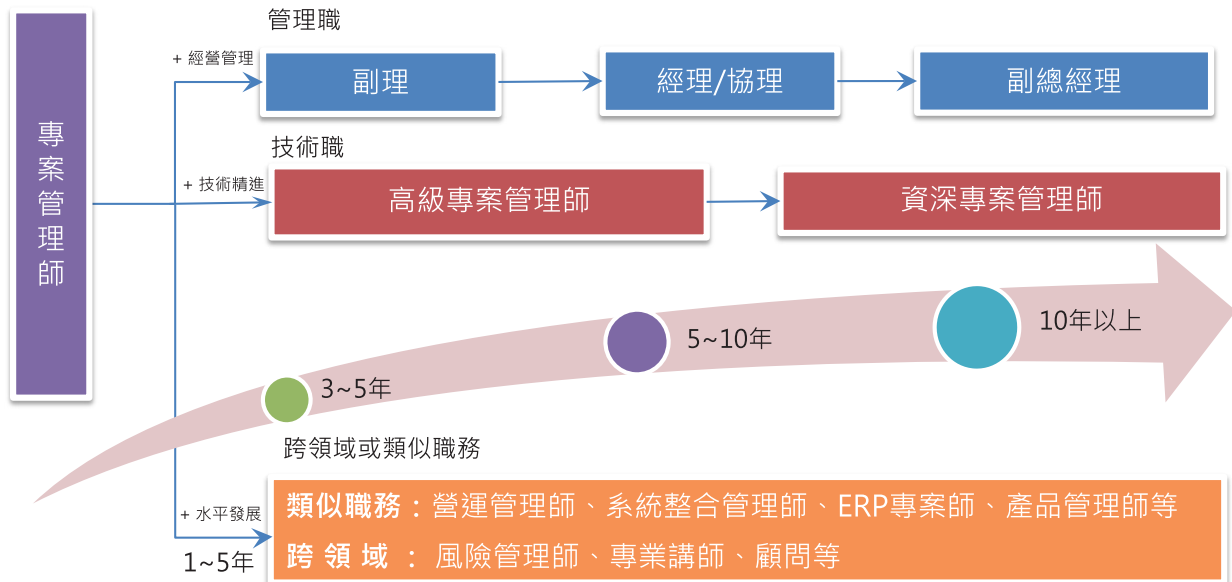 專案管理師
管理職
+ 經營管理
副理
經理/協理
副總經理
技術職
+ 技術精進
高級專案管理師
資深專案管理師
10年以上
5~10年
3~5年
跨領域或類似職務
+ 水平發展
1~5年
類似職務：營運管理師、系統整合管理師、ERP專案師、產品管理師等
跨 領 域 ： 風險管理師、專業講師、顧問等